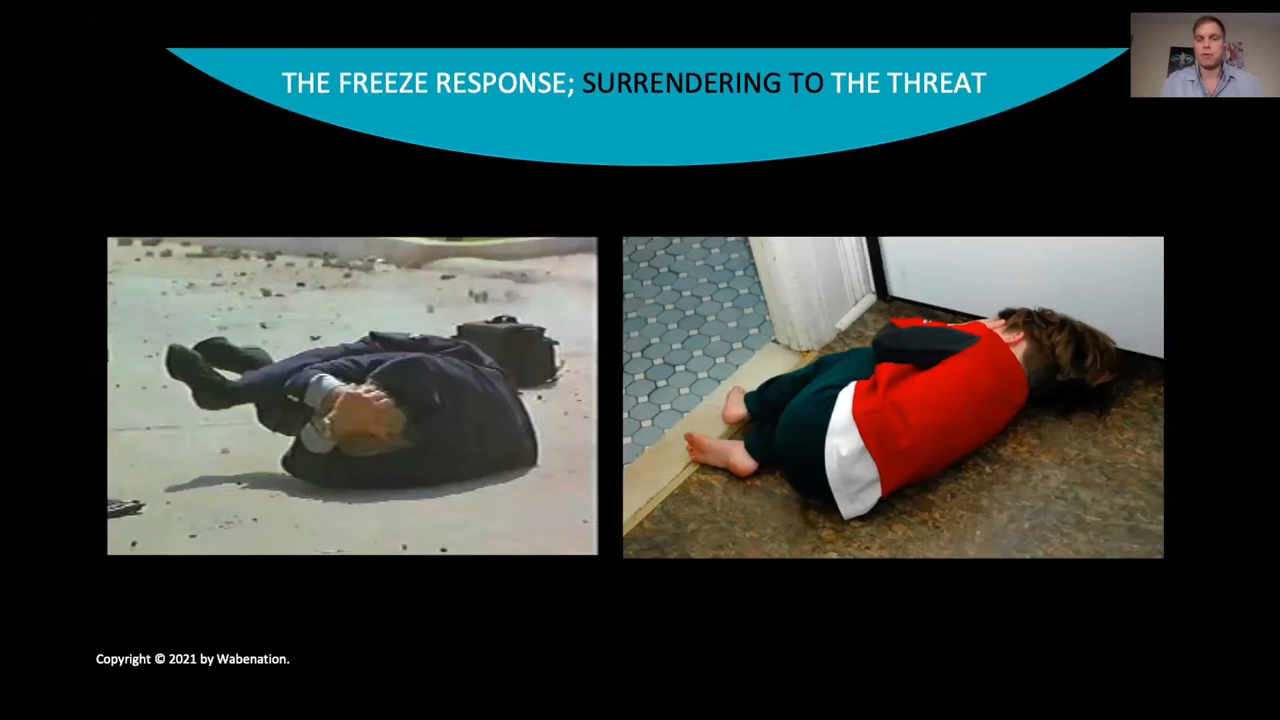 THE FREEZE RESPONSE; SURRENDERING TO THE THREAT
Copyright © 2021 by Wabenation.